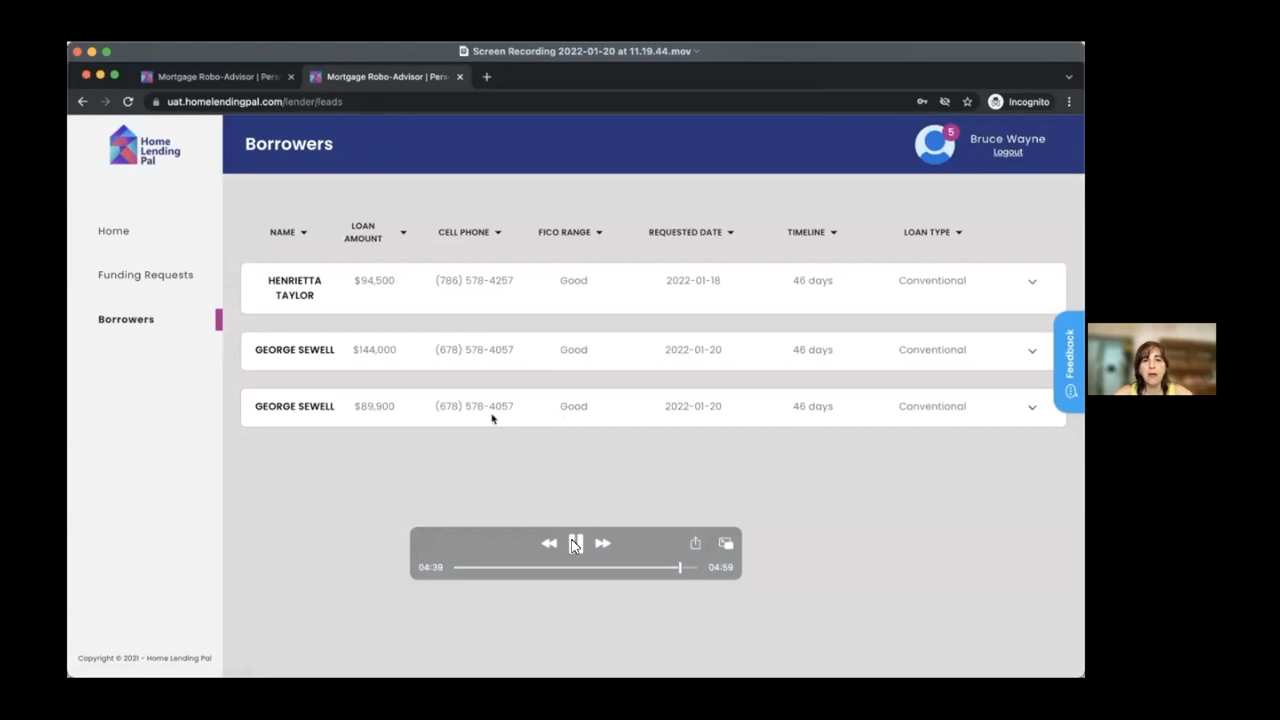 Screen Recording 2022-01-20 at 11.19.44.mov
Mortgage Robo-Advisor | Pers
Mortgage Robo-Advisor | Pers
uat.homelendingpal.com/lender/leads
Incognito
Home
Lending
Pal
Borrowers
5
Bruce Wayne
Logout
Home
Funding Requests
Borrowers
NAME LOAN AMOUNT CELL PHONE FICO RANGE REQUESTED DATE TIMELINE LOAN TYPE
HENRIETTA TAYLOR $94,500 (786) 578-4257 Good 2022-01-18 46 days Conventional
GEORGE SEWELL $144,000 (678) 578-4057 Good 2022-01-20 46 days Conventional
GEORGE SEWELL $89,900 (678) 578-4057 Good 2022-01-20 46 days Conventional
Feedback
04:39 04:59
Copyright © 2021 - Home Lending Pal